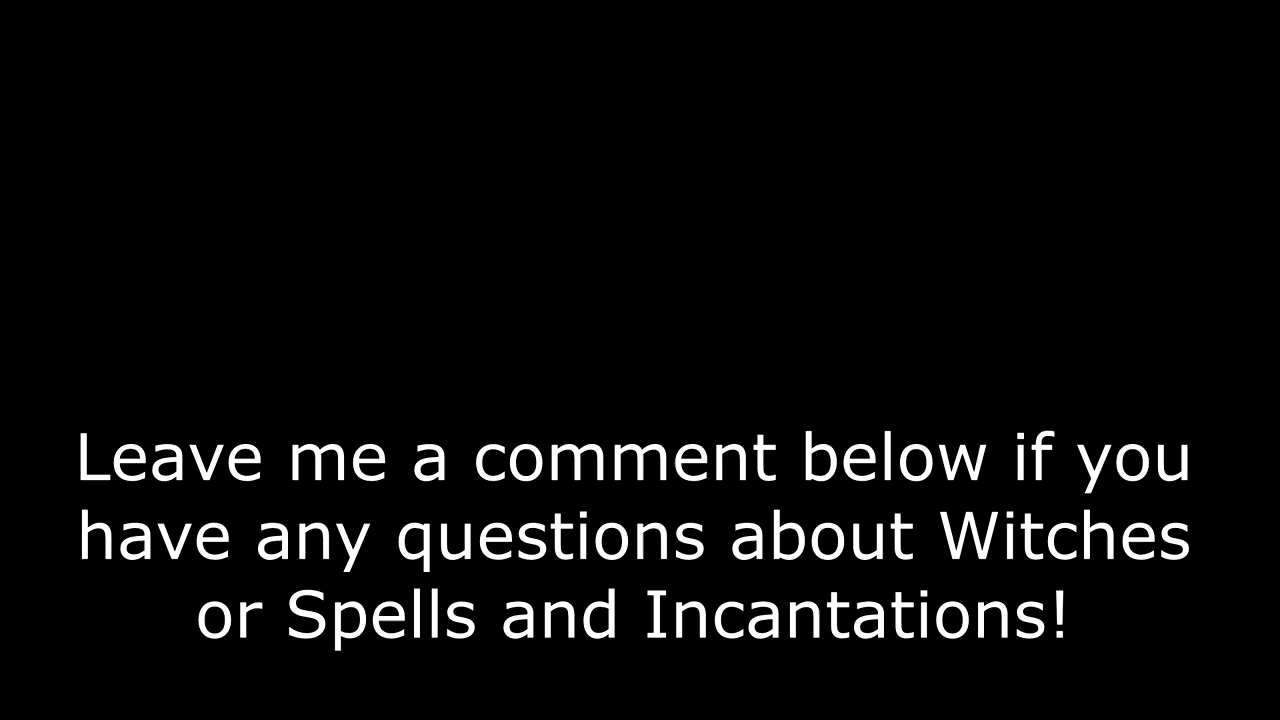 Leave me a comment below if you
have any questions about Witches
or Spells and Incantations!